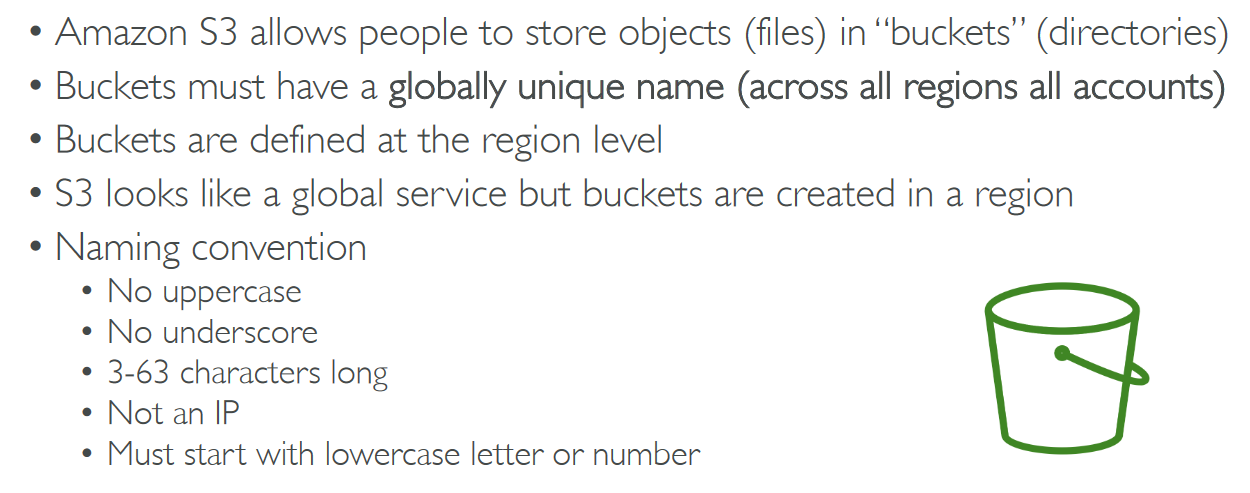 • Amazon S3 allows people to store objects (files) in “buckets” (directories)
• Buckets must have a globally unique name (across all regions all accounts)
• Buckets are defined at the region level
• S3 looks like a global service but buckets are created in a region
• Naming convention
• No uppercase
• No underscore
• 3-63 characters long
• Not an IP
• Must start with lowercase letter or number